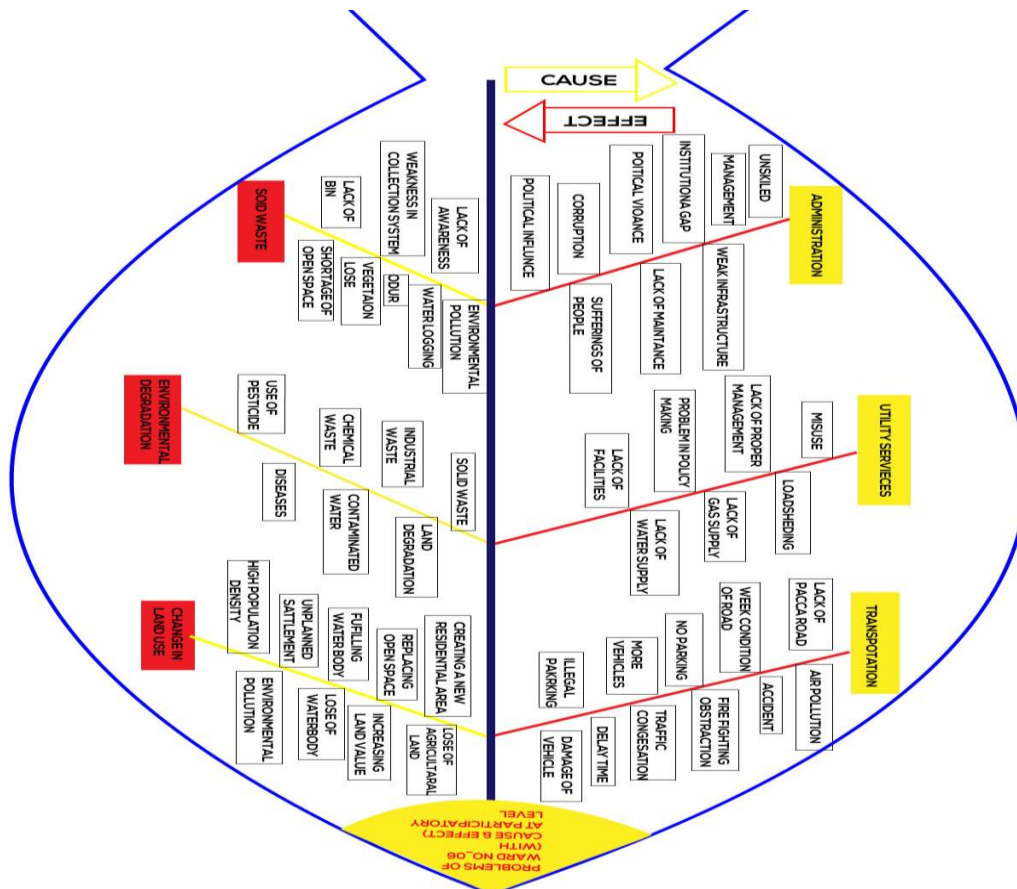 CAUSE
EFFECT
ADMINISTRATION
UNSKILED
MANAGEMENT
INSTITUTIONA GAP
POITICAL VIOANCE
CORRUPTION
POLITICAL INFLUNCE
WEAK INFRASTRUCTURE
LACK OF MAINTANCE
SUFFERINGS OF
PEOPLE
UTILITY SERVIECES
MISUSE
LACK OF PROPER
MANAGEMENT
PROBLEM IN POLICY
MAKING
LACK OF
FACILITIES
LOADSHEDING
LACK OF
GAS SUPPLY
LACK OF
WATER SUPPLY
TRANSPOTATION
LACK OF
PACCA ROAD
WEEK CONDITION
OF ROAD
NO PARKING
MORE
VEHICLES
ILLEGAL
PAKRKING
AIR POLLUTION
ACCIDENT
FIRE FIGHTING
OBSTRACTION
TRAFFIC
CONGESATION
DELAY TIME
DAMAGE OF
VEHICLE
SOID WASTE
LACK OF
BIN
WEAKNESS IN
COLLECTION SYSTEM
LACK OF
AWARENESS
SHORTAGE OF
OPEN SPACE
VEGETAION
LOSE
ODUR
WATER LOGGING
ENVIRONMENTAL
POLLUTION
ENVIRONMENTAL
DEGRADATION
USE OF
PESTICIDE
CHEMICAL
WASTE
INDUSTRIAL
WASTE
SOLID WASTE
DISEASES
CONTAMINATED
WATER
LAND
DEGRADATION
CHANGE IN
LAND USE
HIGH POPULATION
DENSITY
UNPLANNED
SATTLEMENT
FUFILLING
WATER BODY
REPLACING
OPEN SPACE
CREATING A NEW
RESIDENTIAL AREA
ENVIRONMENTAL
POLLUTION
LOSE OF
WATERBODY
INCREASING
LAND VALUE
LOSE OF
AGRICULTARAL
LAND
PROBLEMS OF
WARD NO_06
(WITH
CAUSE & EFFECT)
AT PARTICIPATORY
LEVEL